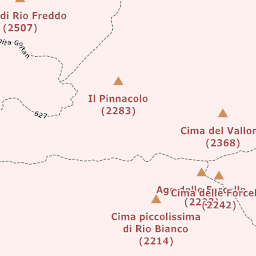 di Rio Freddo
(2507)
627
Il Pinnacolo
(2283)
Cima del Vallon
(2368)
Cima delle Forcel
(2242)
Cima piccolissima
di Rio Bianco
(2214)